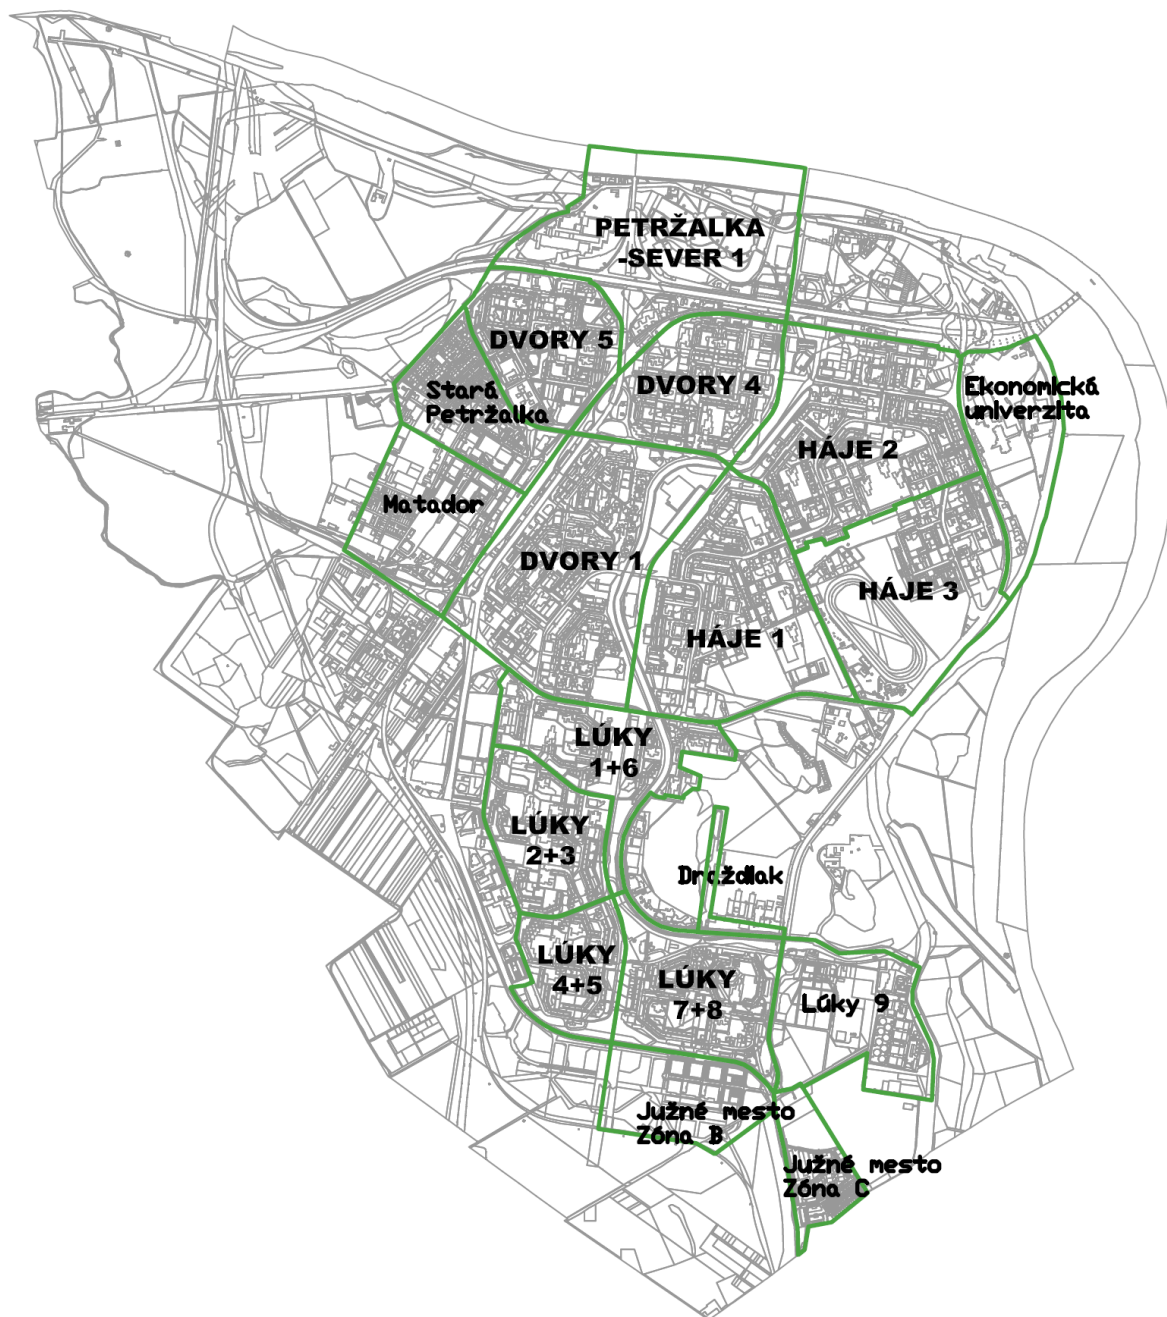 PETRŽALKA
-SEVER 1
DVORY 5
DVORY 4
Stará
Petržalka
Ekonomická
univerzita
HÁJE 2
Matador
DVORY 1
HÁJE 3
HÁJE 1
LÚKY
1+6
LÚKY
2+3
Draždiak
LÚKY
4+5
LÚKY
7+8
Lúky 9
Južné mesto
Zóna B
Južné mesto
Zóna C